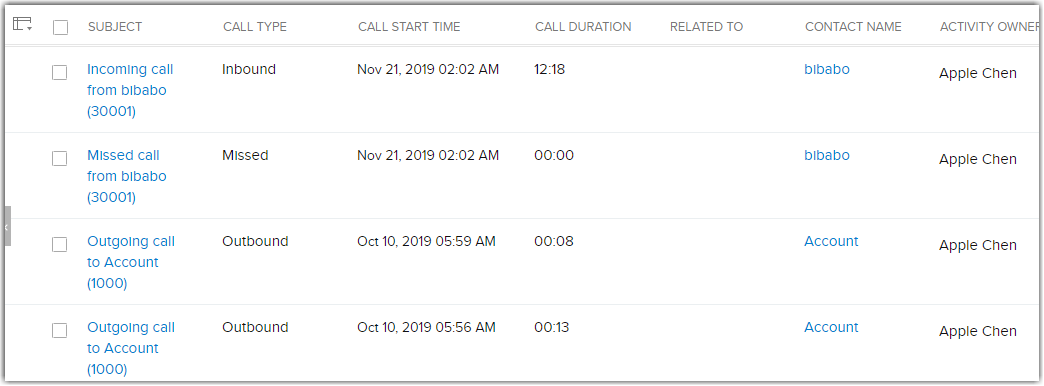 SUBJECT CALL TYPE CALL START TIME CALL DURATION RELATED TO CONTACT NAME ACTIVITY OWNER
Incoming call Inbound Nov 21, 2019 02:02 AM 12:18 bibabo Apple Chen
from bibabo
(30001)
Missed call Missed Nov 21, 2019 02:02 AM 00:00 bibabo Apple Chen
from bibabo
(30001)
Outgoing call Outbound Oct 10, 2019 05:59 AM 00:08 Account Apple Chen
to Account
(1000)
Outgoing call Outbound Oct 10, 2019 05:56 AM 00:13 Account Apple Chen
to Account
(1000)